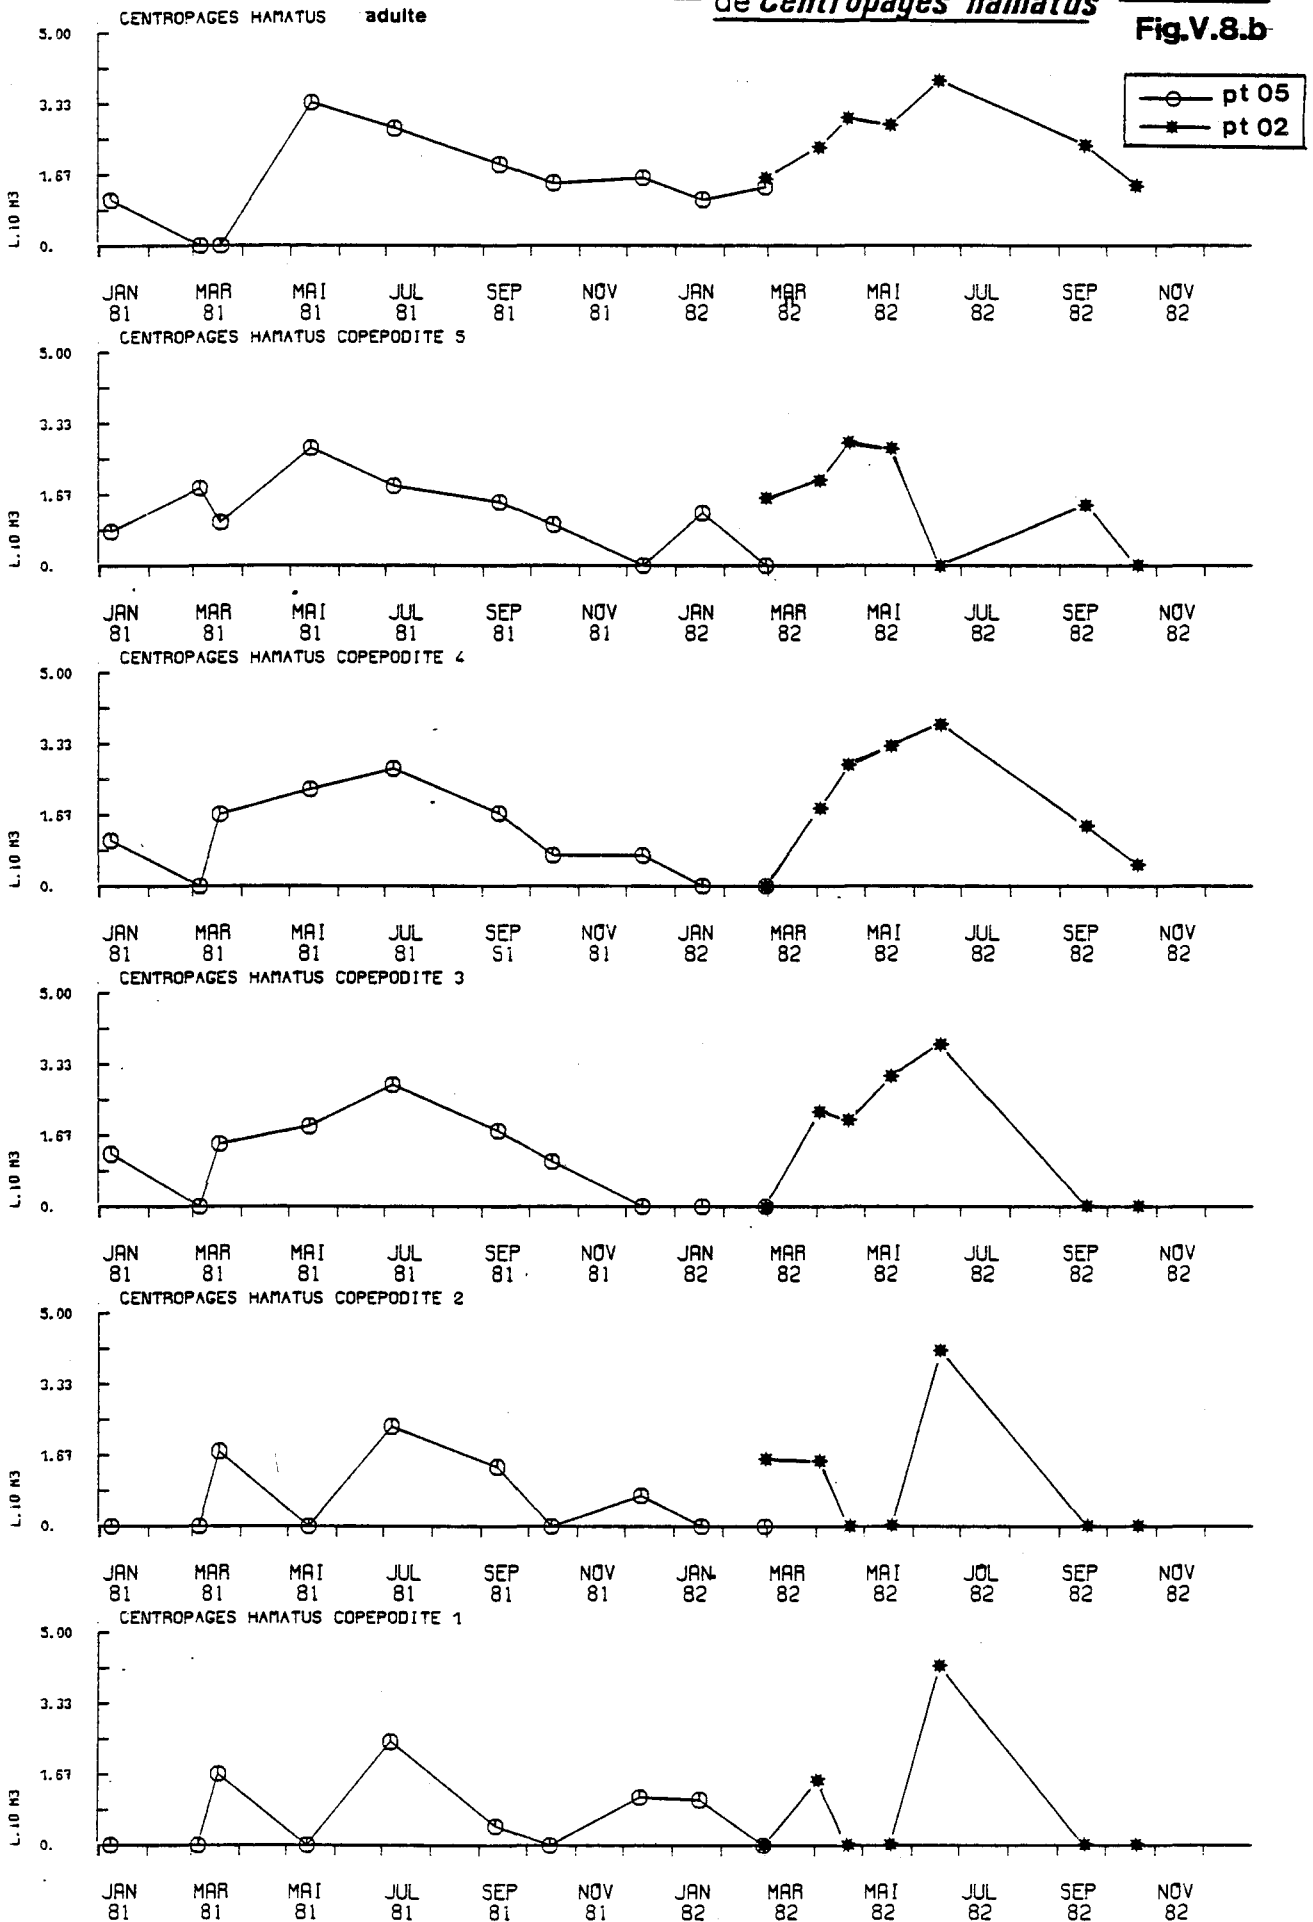 de Centropages hamatus
Fig.V.8.b
pt 05
pt 02
CENTROPAGES HAMATUS adulte
5.00
3.33
1.67
0.
L.10 M3
JAN MAR MAI JUL SEP NOV JAN MAR MAI JUL SEP NOV
81 81 81 81 81 81 82 82 82 82 82 82
CENTROPAGES HAMATUS COPEPODITE 5
5.00
3.33
1.67
0.
L.10 M3
JAN MAR MAI JUL SEP NOV JAN MAR MAI JUL SEP NOV
81 81 81 81 81 81 82 82 82 82 82 82
CENTROPAGES HAMATUS COPEPODITE 4
5.00
3.33
1.67
0.
L.10 M3
JAN MAR MAI JUL SEP NOV JAN MAR MAI JUL SEP NOV
81 81 81 81 81 81 82 82 82 82 82 82
CENTROPAGES HAMATUS COPEPODITE 3
5.00
3.33
1.67
0.
L.10 M3
JAN MAR MAI JUL SEP NOV JAN MAR MAI JUL SEP NOV
81 81 81 81 81 81 82 82 82 82 82 82
CENTROPAGES HAMATUS COPEPODITE 2
5.00
3.33
1.67
0.
L.10 M3
JAN MAR MAI JUL SEP NOV JAN MAR MAI JUL SEP NOV
81 81 81 81 81 81 82 82 82 82 82 82
CENTROPAGES HAMATUS COPEPODITE 1
5.00
3.33
1.67
0.
L.10 M3
JAN MAR MAI JUL SEP NOV JAN MAR MAI JUL SEP NOV
81 81 81 81 81 81 82 82 82 82 82 82